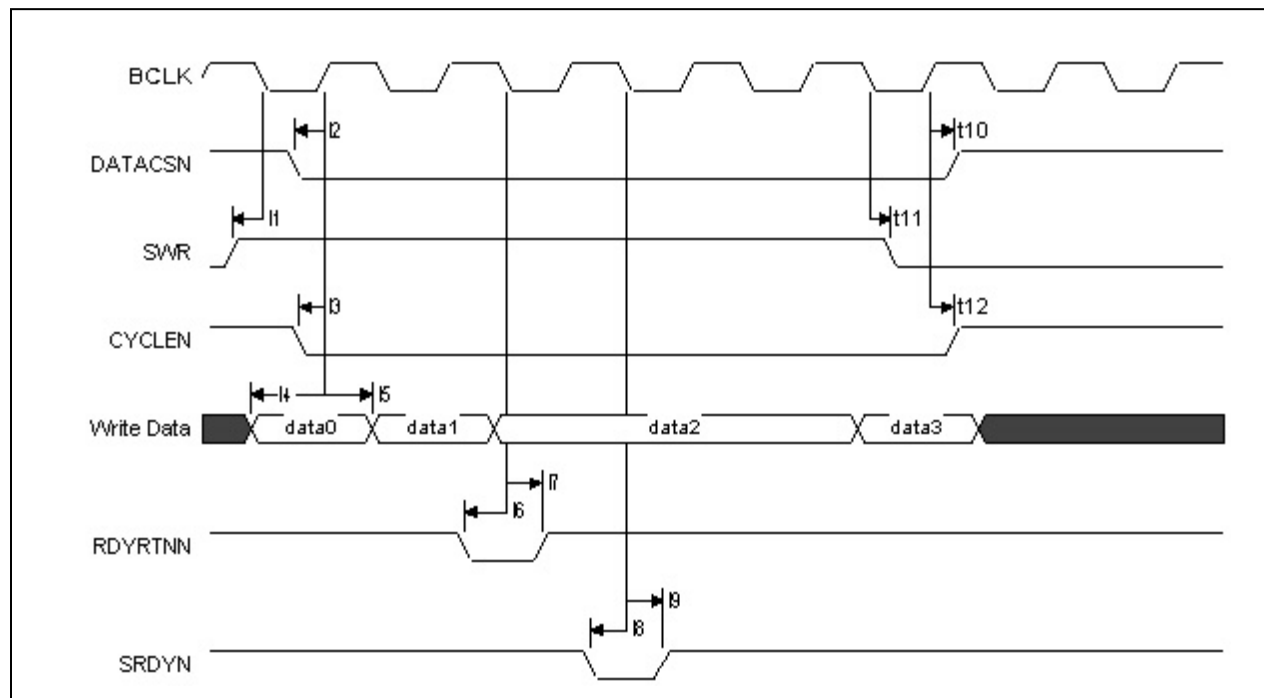 BCLK
t2
t10
DATACSN
t1
t11
SWR
t3
t12
CYCLEN
t4
t5
Write Data
data0
data1
data2
data3
t7
t6
RDYRTNN
t9
t8
SRDYN